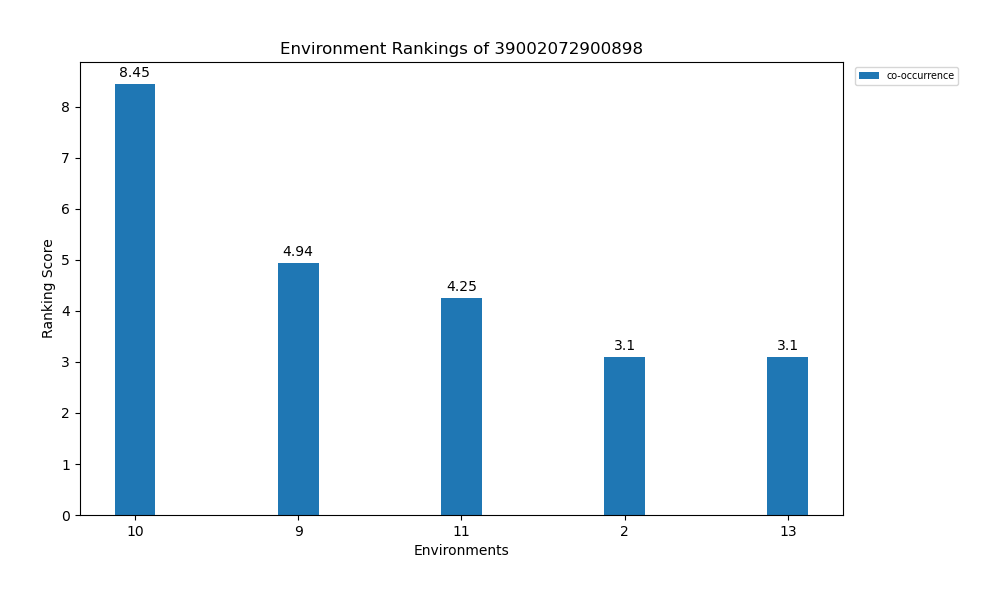 Environment Rankings of 39002072900898
co-occurrence
8.45
4.94
4.25
3.1
3.1
Ranking Score
8
7
6
5
4
3
2
1
0
10 9 11 2 13
Environments